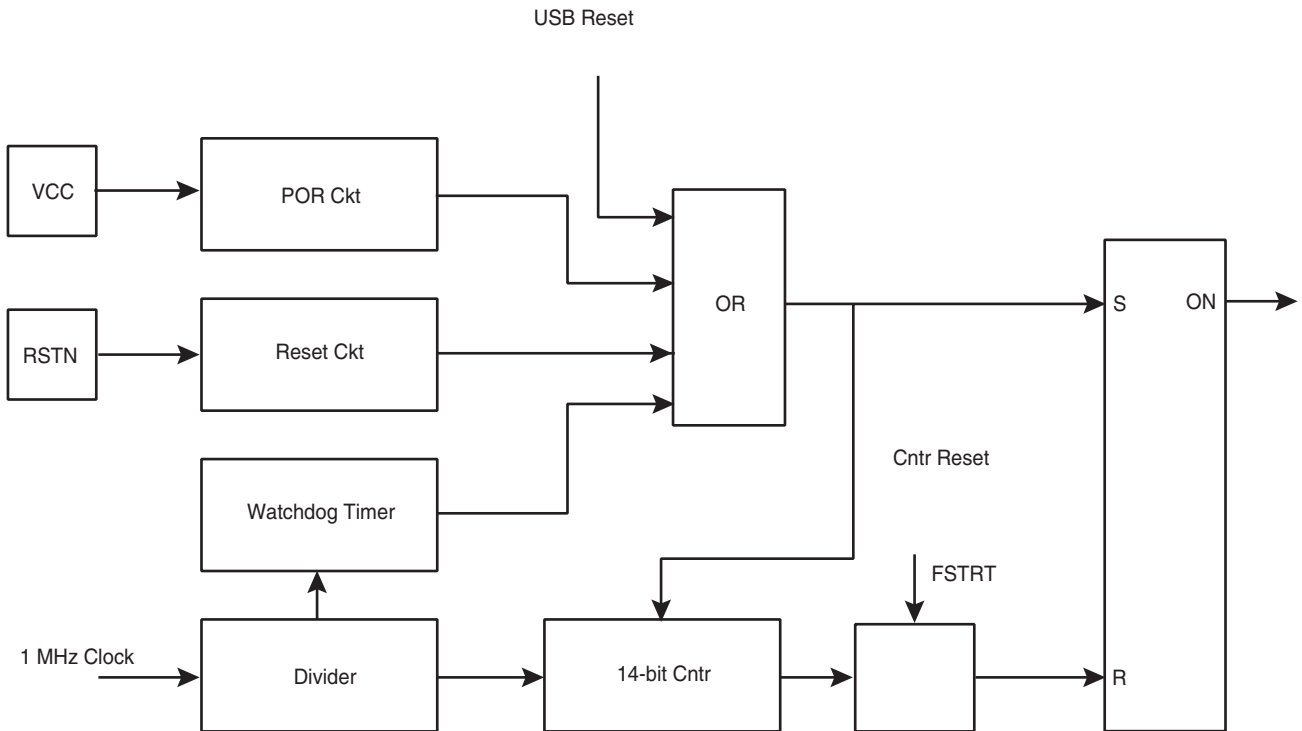 USB Reset
VCC
POR Ckt
OR
S
ON
RSTN
Reset Ckt
Cntr Reset
Watchdog Timer
FSTRT
1 MHz Clock
Divider
14-bit Cntr
R